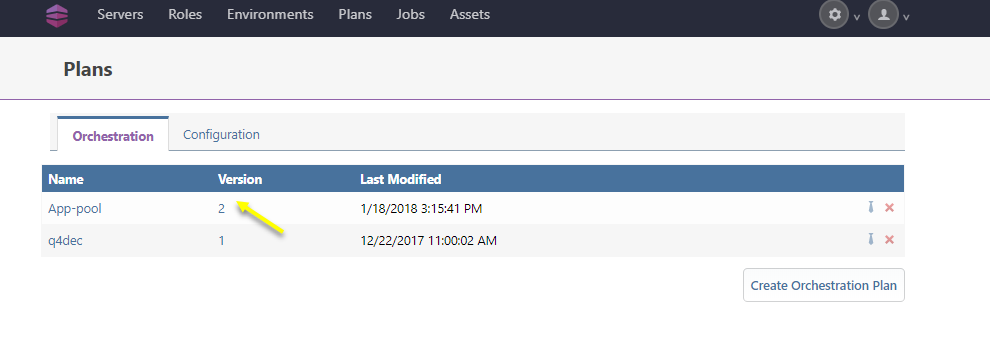 Servers Roles Environments Plans Jobs Assets
Plans
Orchestration Configuration
Name Version Last Modified
App-pool 2 1/18/2018 3:15:41 PM
q4dec 1 12/22/2017 11:00:02 AM
Create Orchestration Plan